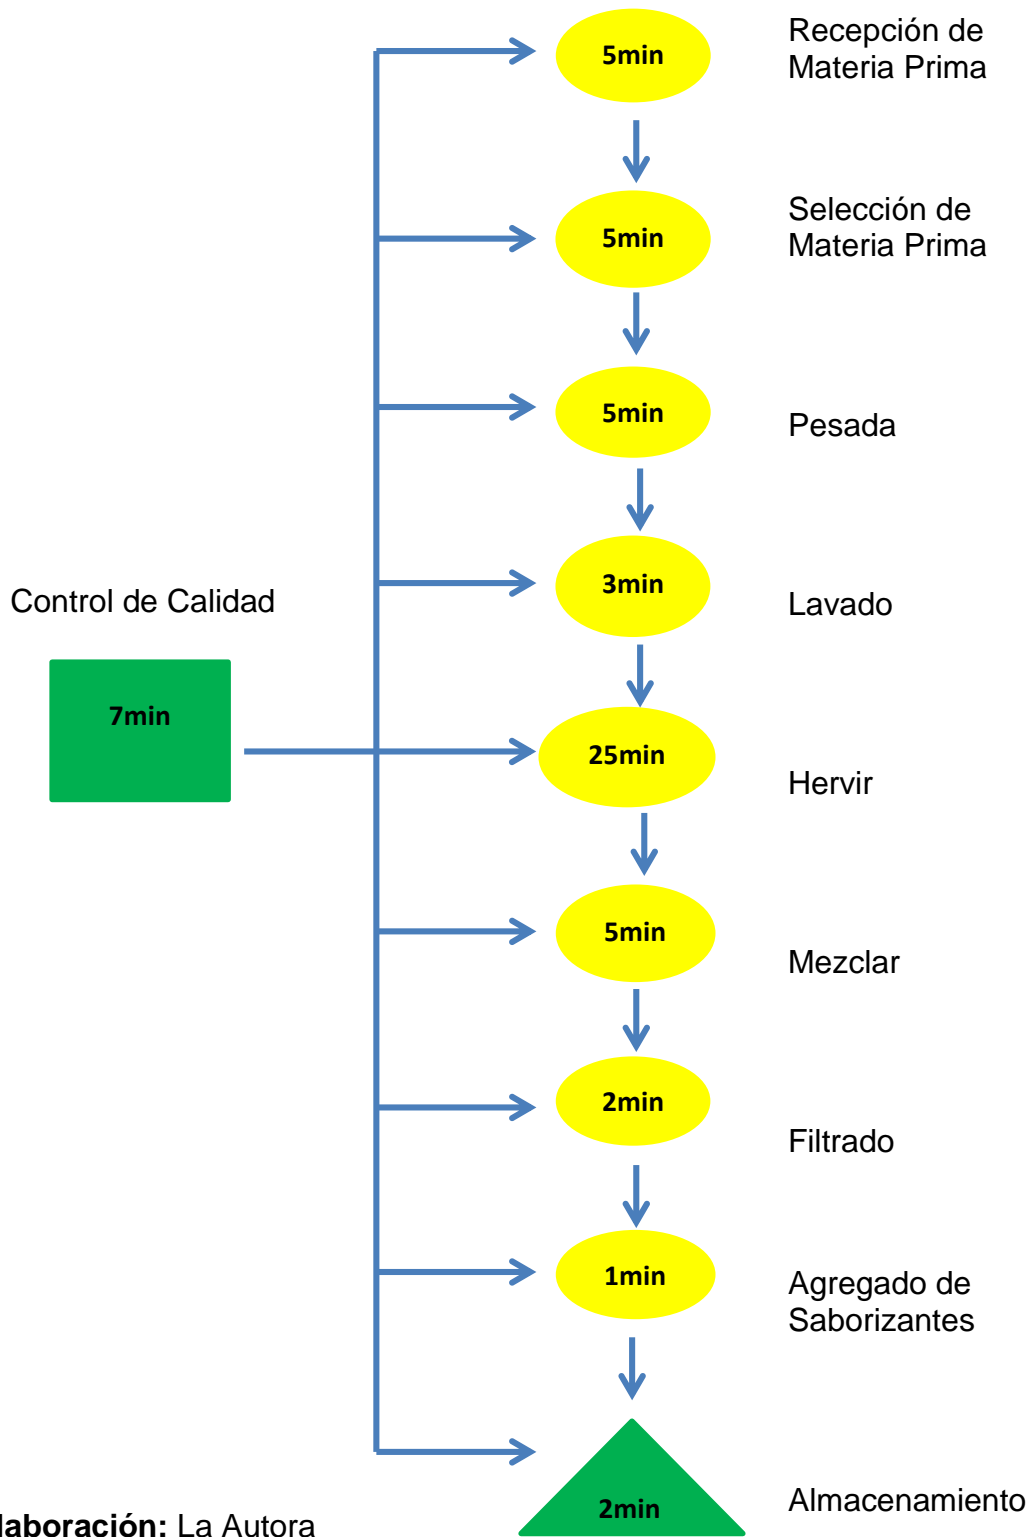 5min
Recepción de
Materia Prima
5min
Selección de
Materia Prima
5min
Pesada
3min
Lavado
Control de Calidad
7min
25min
Hervir
5min
Mezclar
2min
Filtrado
1min
Agregado de
Saborizantes
2min
Almacenamiento
laboración: La Autora